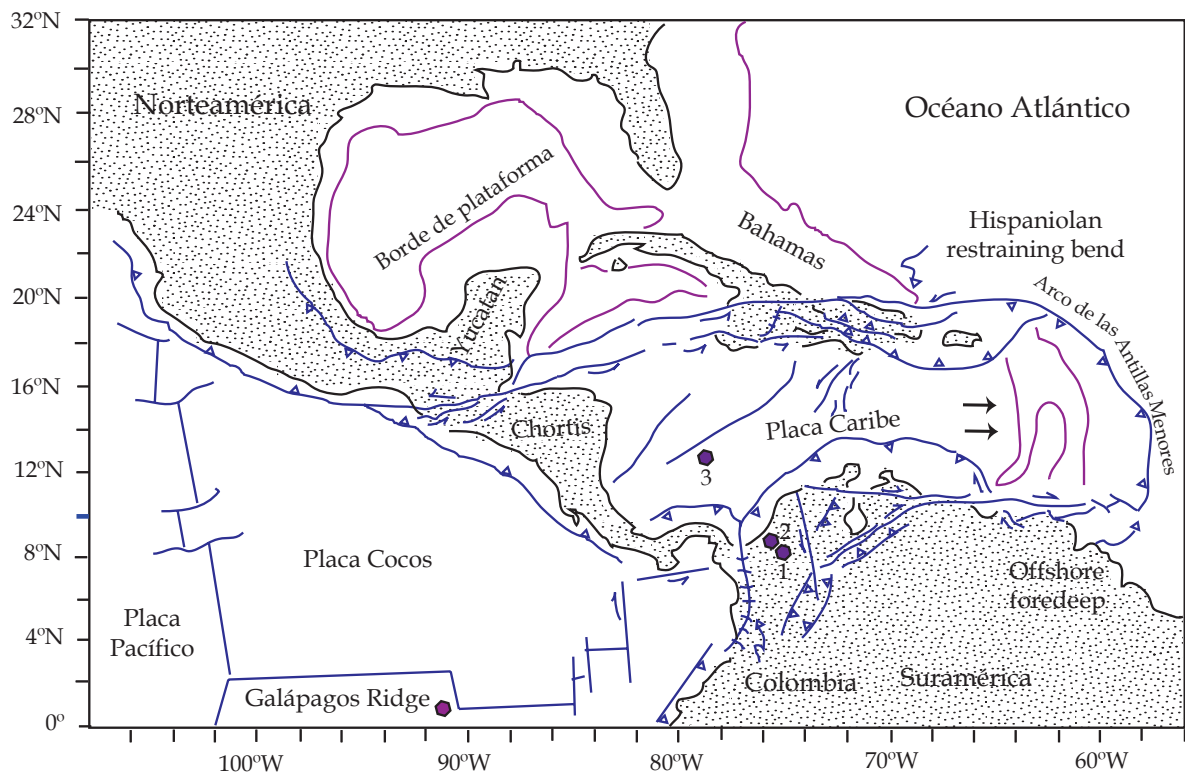 32ºN
28ºN
24ºN
20ºN
16ºN
12ºN
8ºN
4ºN
0º
100ºW
90ºW
80ºW
70ºW
60ºW
Norteamérica
Océano Atlántico
Borde de plataforma
Bahamas
Hispaniolan
restraining bend
Arco de las
Antillas Menores
Yucatán
Chortis
Placa Caribe
3
2
1
Placa Cocos
Placa
Pacífico
Offshore
foredeep
Galápagos Ridge
Colombia
Suramérica